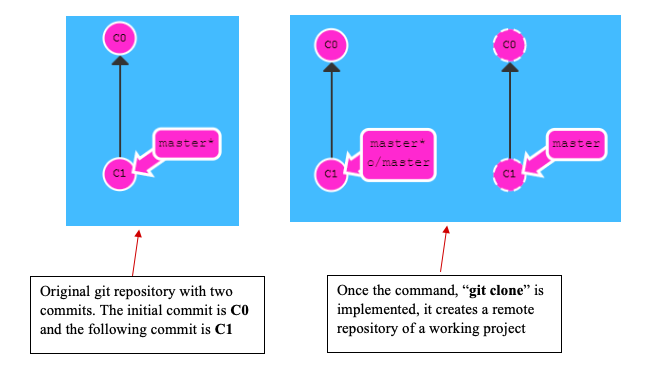 C0
master*
C1
C0
master*
o/master
C1
C0
master
C1
Original git repository with two
commits. The initial commit is C0
and the following commit is C1
Once the command, “git clone” is
implemented, it creates a remote
repository of a working project